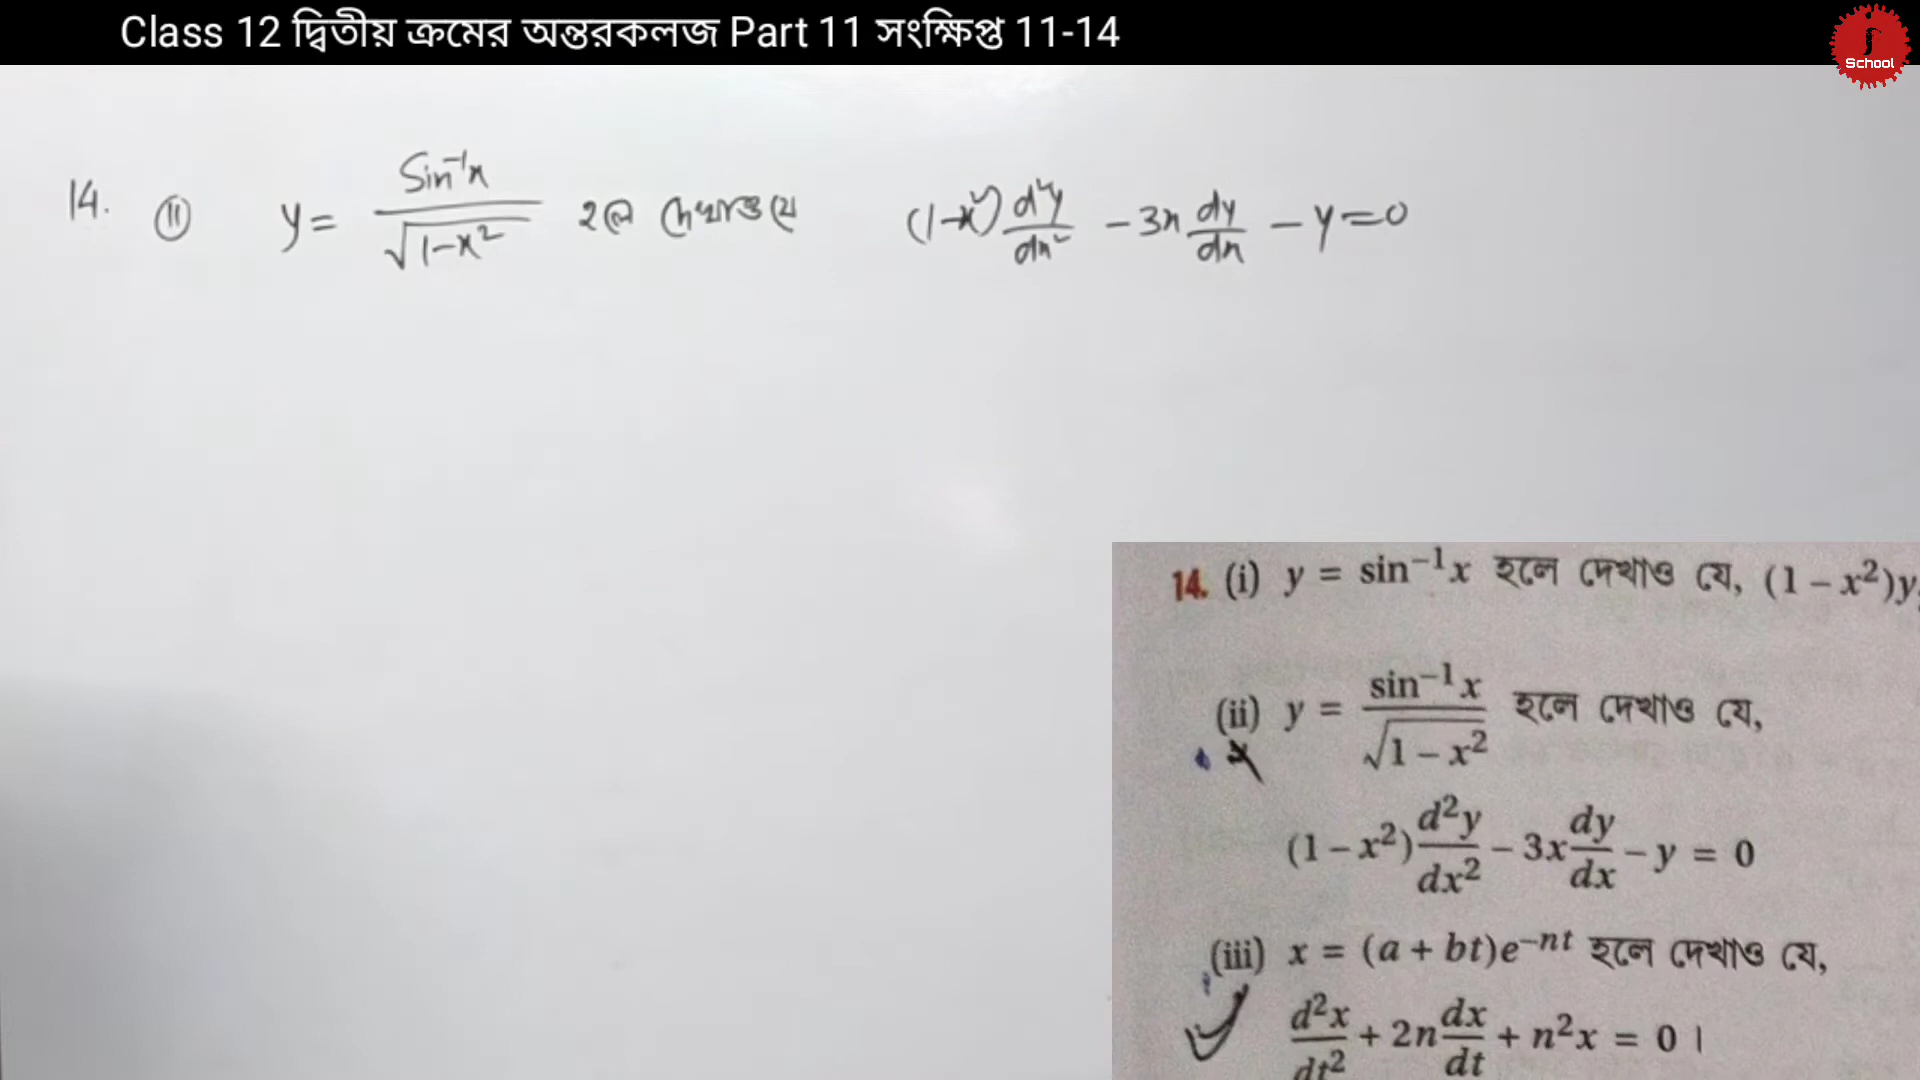 Class 12 দ্বিতীয় ক্রমের অন্তরকলজ Part 11 সংক্ষিপ্ত 11-14
School
14. (ii) y = Sin⁻¹x / √(1-x²) হলে দেখাও যে (1-x²) d²y/dx² - 3x dy/dx - y = 0
14. (i) y = sin⁻¹x হলে দেখাও যে, (1 – x²)y
(ii) y = sin⁻¹x / √(1 – x²) হলে দেখাও যে,
(1 – x²) d²y/dx² – 3x dy/dx – y = 0
(iii) x = (a + bt)e⁻ⁿᵗ হলে দেখাও যে,
d²x/dt² + 2n dx/dt + n²x = 0 ।